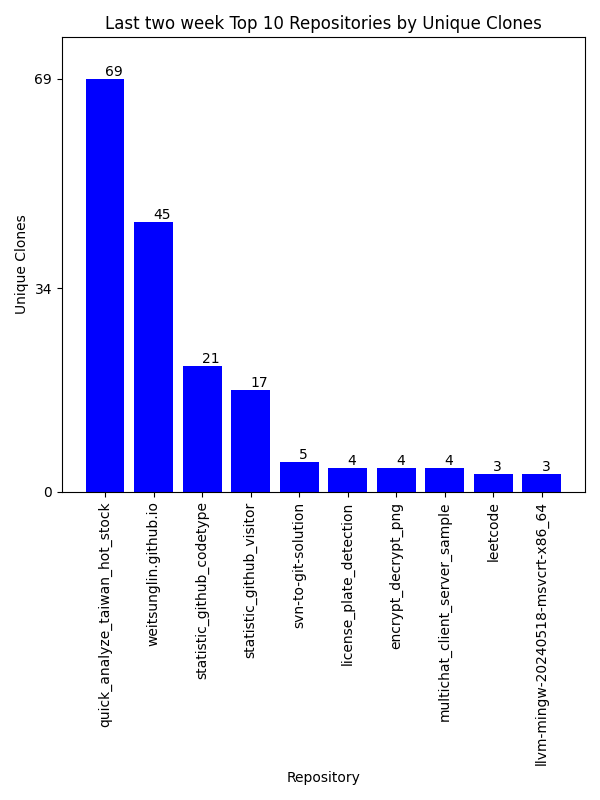 Last two week Top 10 Repositories by Unique Clones
Unique Clones
69
34
0
69
45
21
17
5
4
4
4
3
3
quick_analyze_taiwan_hot_stock
weitsunglin.github.io
statistic_github_codetype
statistic_github_visitor
svn-to-git-solution
license_plate_detection
encrypt_decrypt_png
multichat_client_server_sample
leetcode
llvm-mingw-20240518-msvcrt-x86_64
Repository